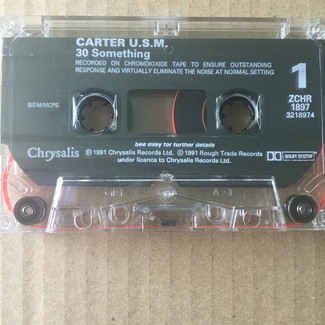 CARTER U.S.M.
30 Something
RECORDED ON CHROMDIOXIDE TAPE TO ENSURE OUTSTANDING
RESPONSE AND VIRTUALLY ELIMINATE THE NOISE AT NORMAL SETTING
1
ZCHR
1897
3218974
BIEM/MCPS
see inlay for further details
Chrysalis
℗ 1991 Chrysalis Records Ltd. © 1991 Rough Trade Records
under licence to Chrysalis Records Ltd.
DOLBY SYSTEM